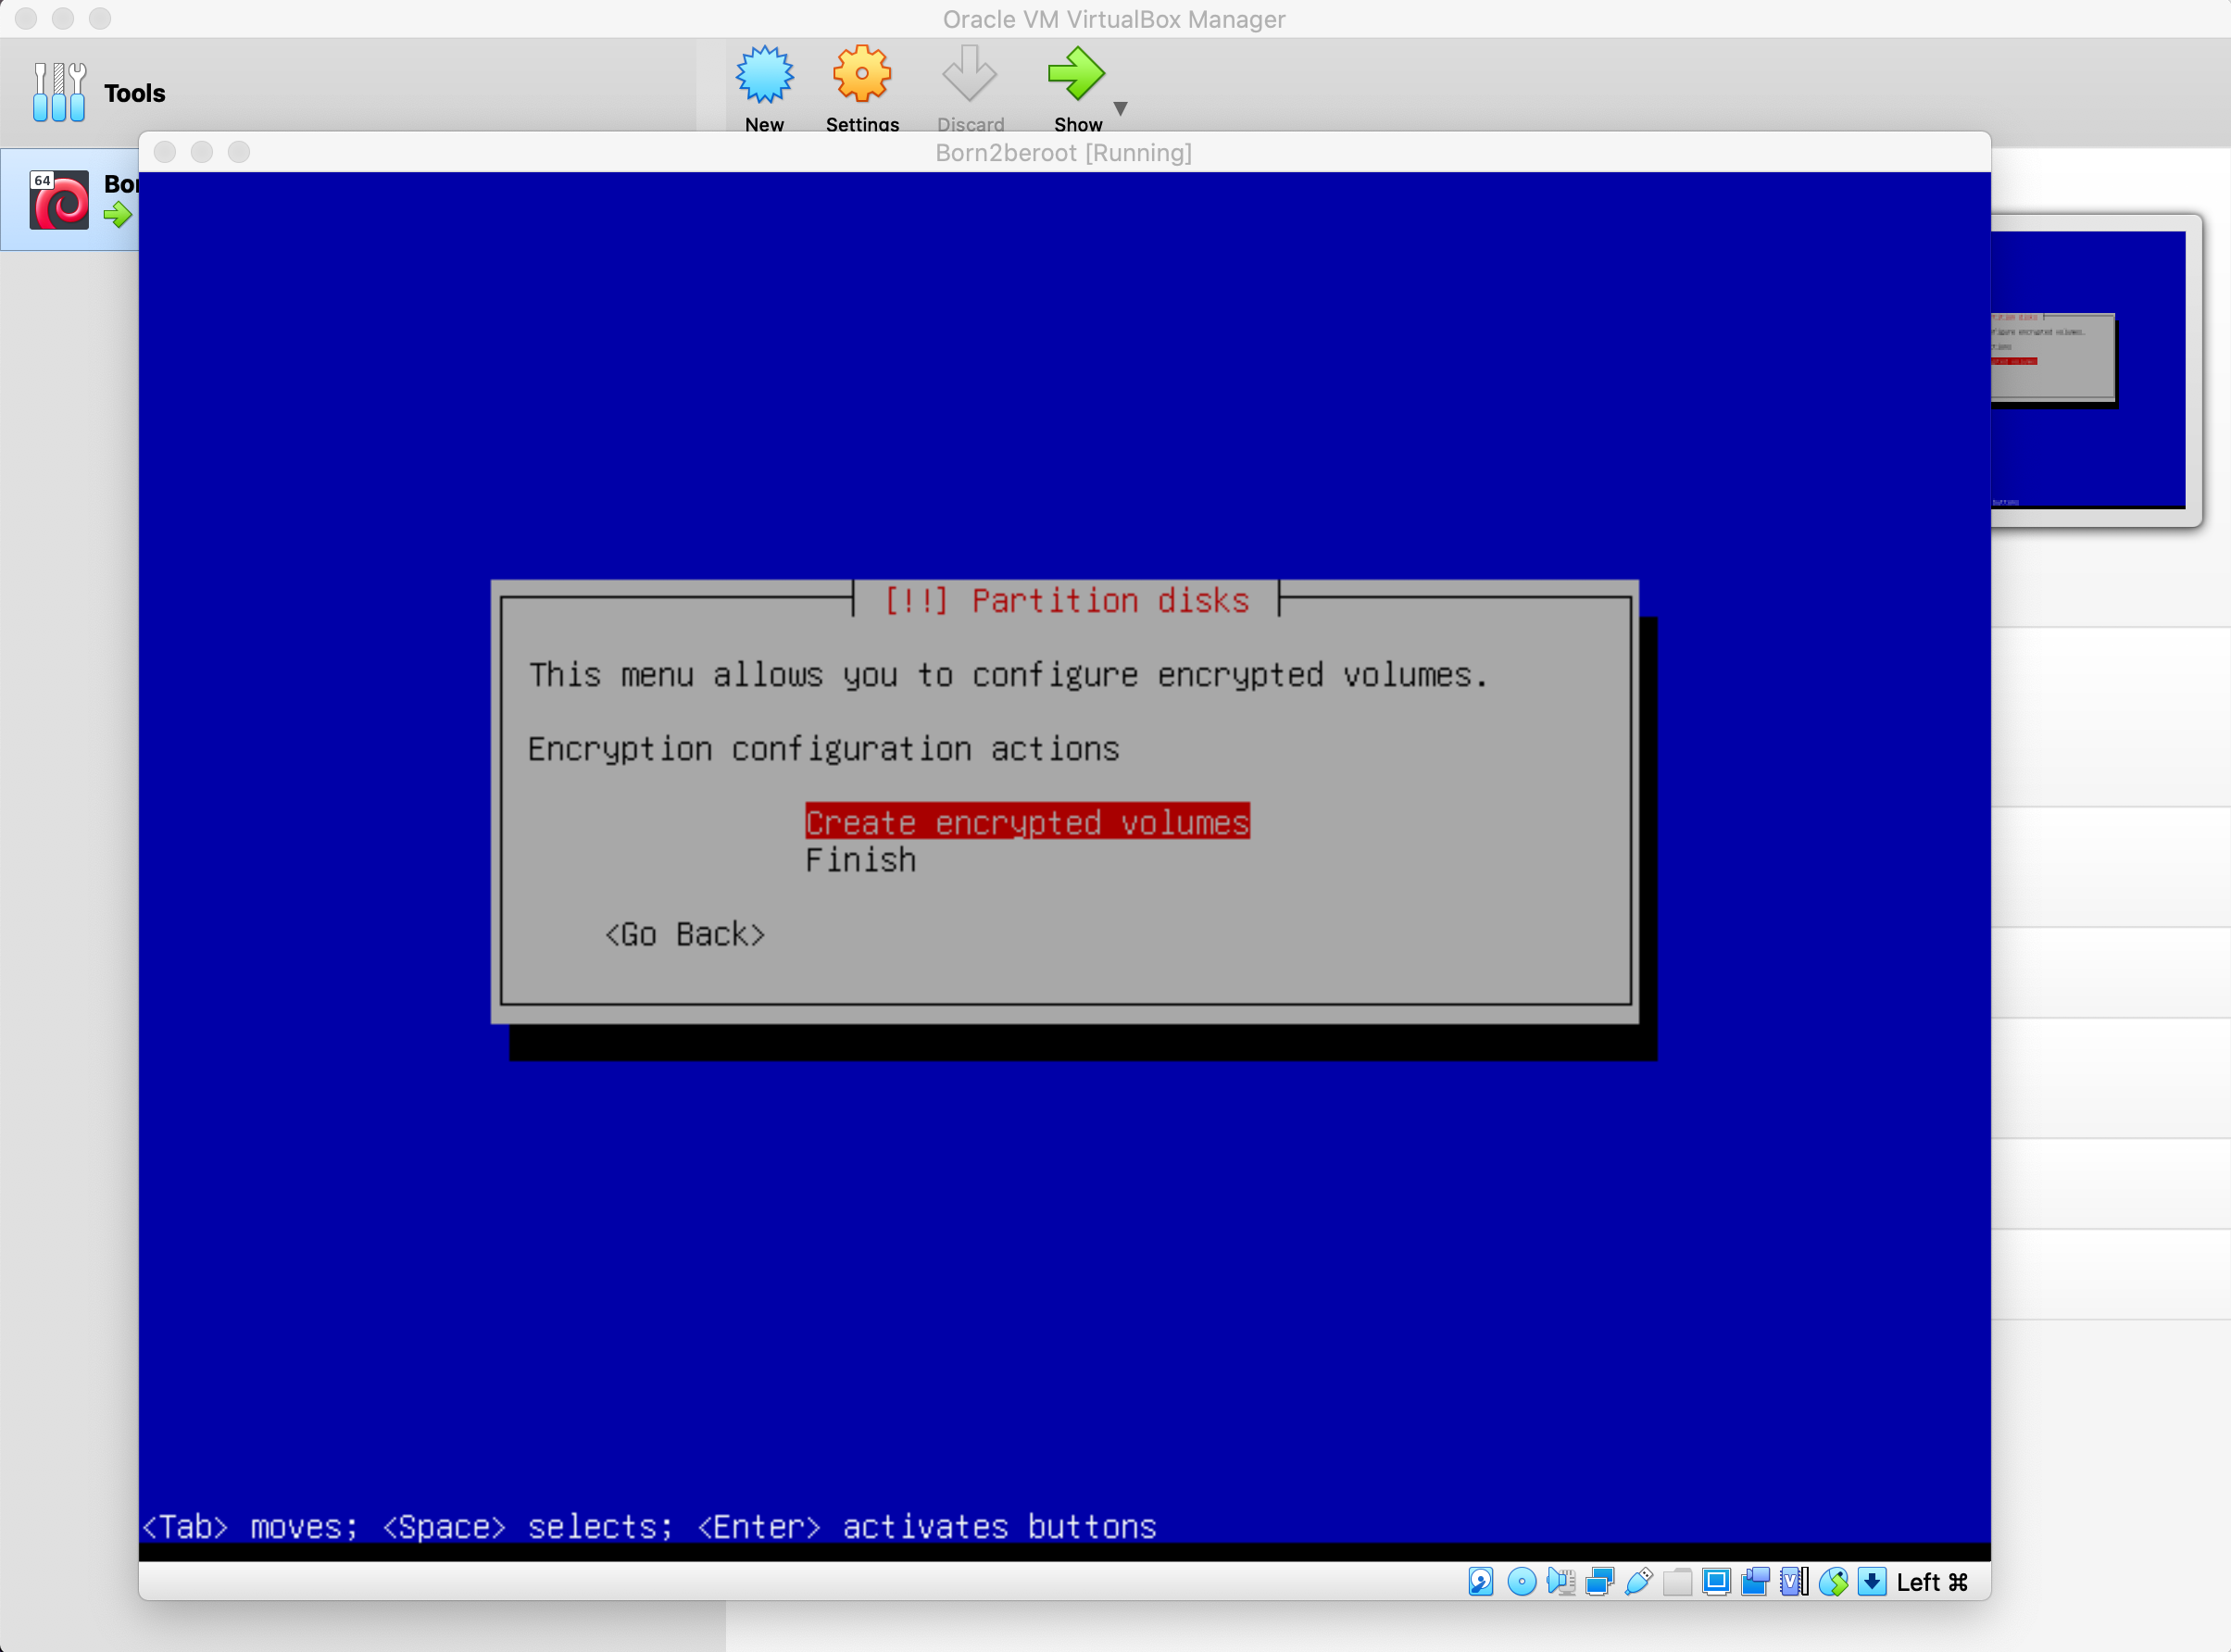 Oracle VM VirtualBox Manager
Tools
New
Settings
Discard
Show
64
Born2beroot [Running]
[!!] Partition disks
This menu allows you to configure encrypted volumes.
Encryption configuration actions
Create encrypted volumes
Finish
<Go Back>
<Tab> moves; <Space> selects; <Enter> activates buttons
Left ⌘